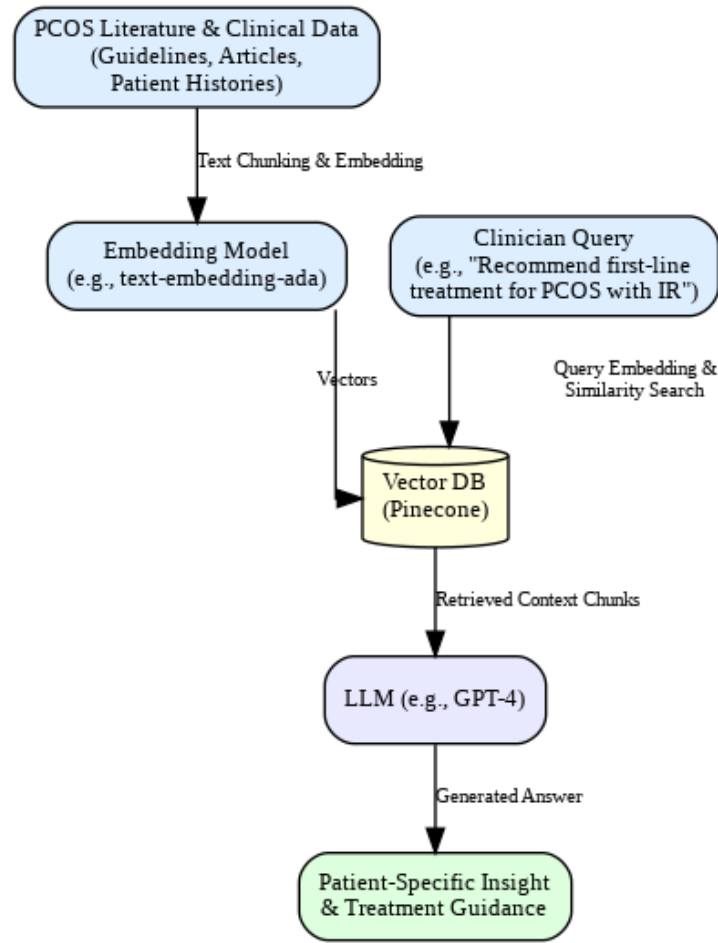 PCOS Literature & Clinical Data
(Guidelines, Articles,
Patient Histories)
Text Chunking & Embedding
Embedding Model
(e.g., text-embedding-ada)
Clinician Query
(e.g., "Recommend first-line
treatment for PCOS with IR")
Vectors
Query Embedding &
Similarity Search
Vector DB
(Pinecone)
Retrieved Context Chunks
LLM (e.g., GPT-4)
Generated Answer
Patient-Specific Insight
& Treatment Guidance